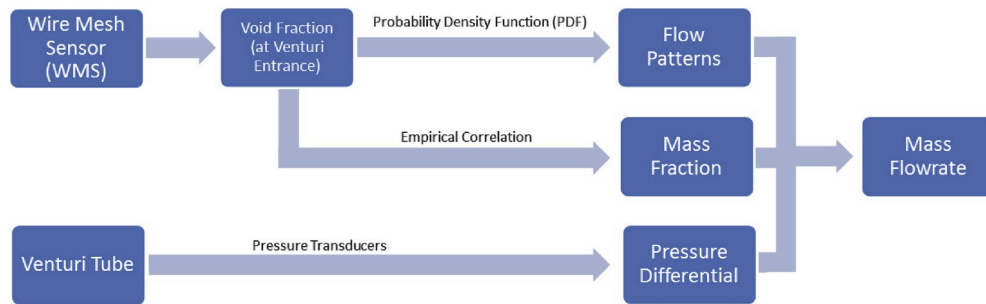 Wire Mesh
Sensor
(WMS)
Void Fraction
(at Venturi
Entrance)
Probability Density Function (PDF)
Flow
Patterns
Empirical Correlation
Mass
Fraction
Mass
Flowrate
Venturi Tube
Pressure Transducers
Pressure
Differential